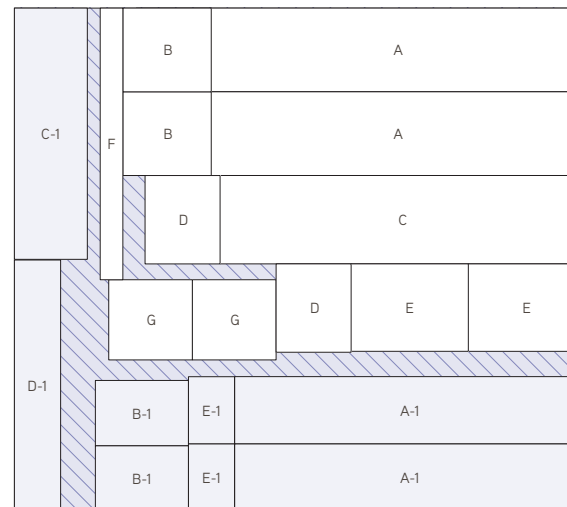 B A
C-1 F B A
D C
G G D E E
D-1 B-1 E-1 A-1
B-1 E-1 A-1